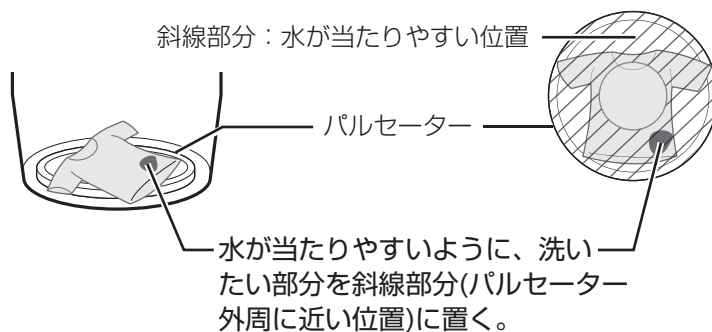 斜線部分：水が当たりやすい位置
パルセーター
水が当たりやすいように、洗い
たい部分を斜線部分(パルセーター
外周に近い位置)に置く。